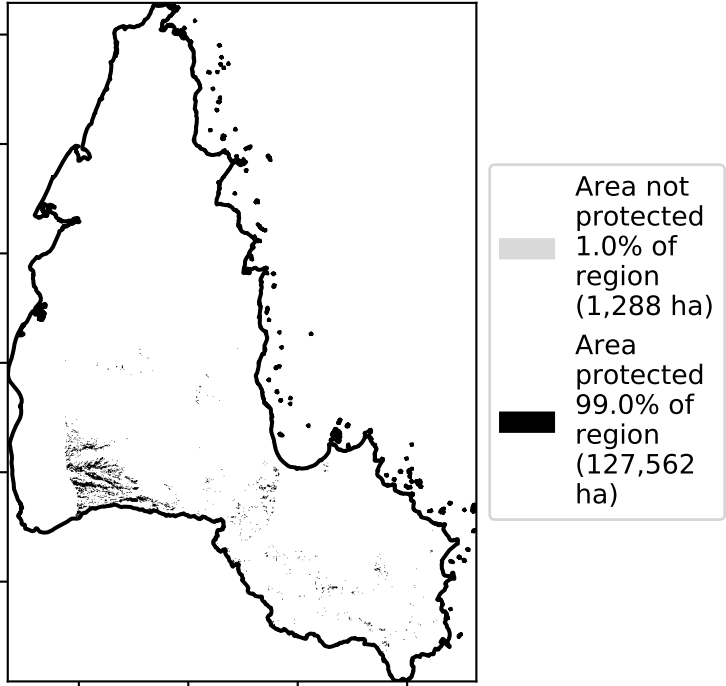 Area not
protected
1.0% of
region
(1,288 ha)
Area
protected
99.0% of
region
(127,562
ha)